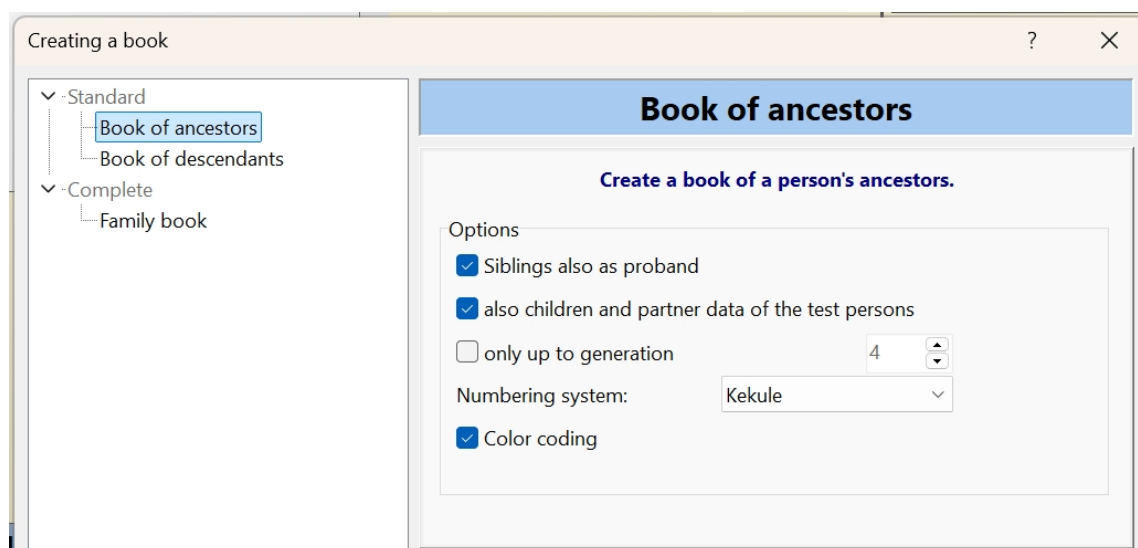 Creating a book
?
Standard
Book of ancestors
Book of descendants
Complete
Family book
Book of ancestors
Create a book of a person's ancestors.
Options
Siblings also as proband
also children and partner data of the test persons
only up to generation 4
Numbering system: Kekule
Color coding